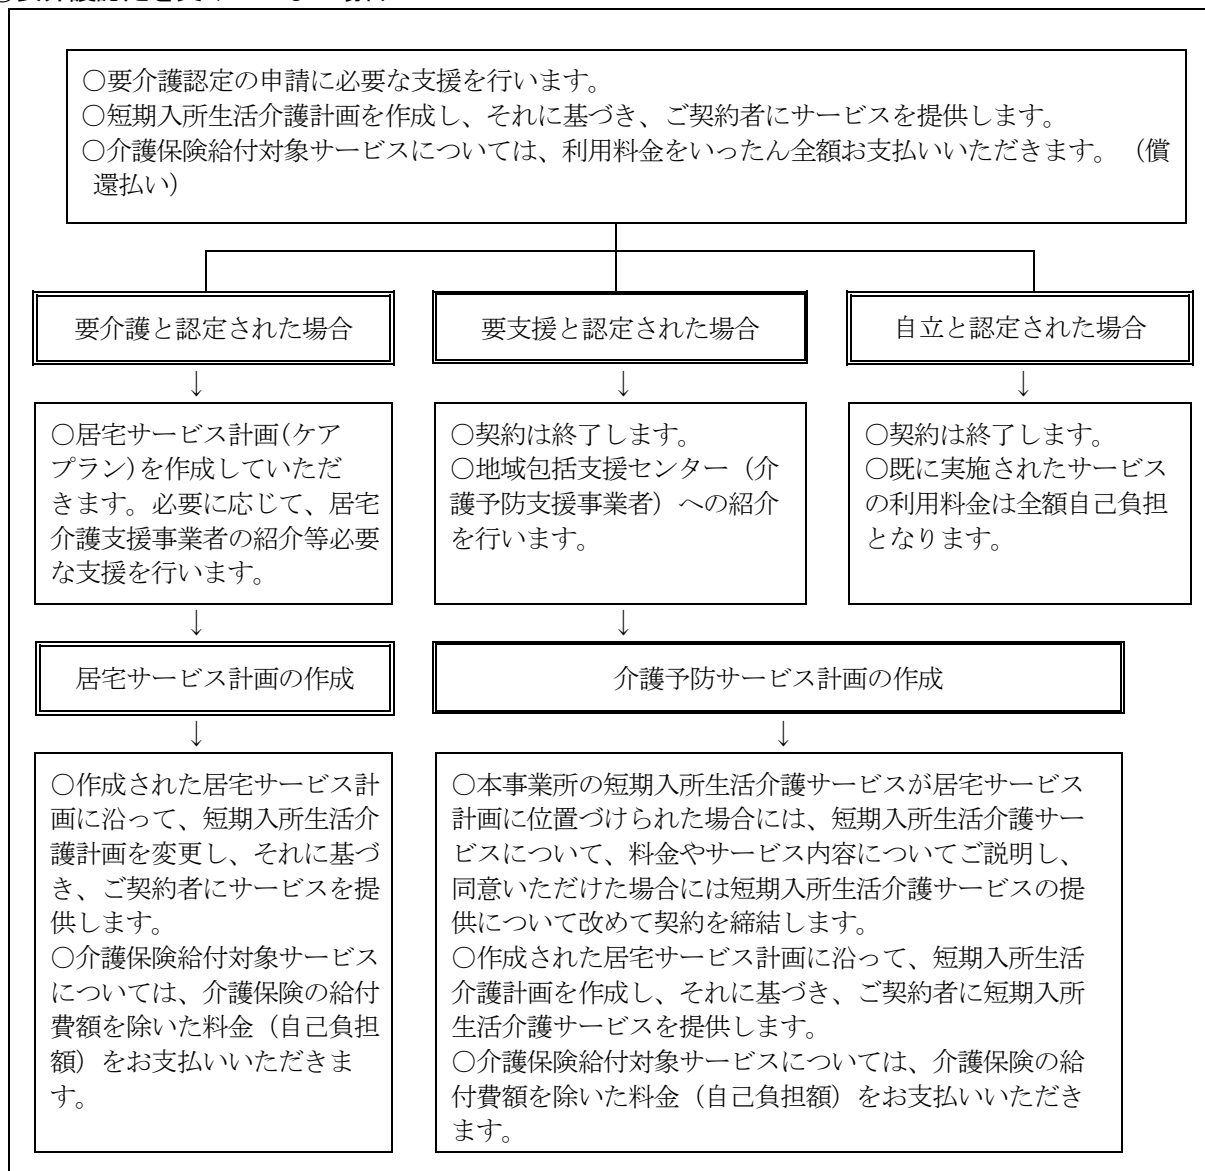 ○要介護認定の申請に必要な支援を行います。
○短期入所生活介護計画を作成し、それに基づき、ご契約者にサービスを提供します。
○介護保険給付対象サービスについては、利用料金をいったん全額お支払いいただきます。（償
還払い）
要介護と認定された場合
要支援と認定された場合
自立と認定された場合
↓
↓
↓
○居宅サービス計画(ケア
プラン)を作成していただ
きます。必要に応じて、居宅
介護支援事業者の紹介等必要
な支援を行います。
○契約は終了します。
○地域包括支援センター（介
護予防支援事業者）への紹介
を行います。
○契約は終了します。
○既に実施されたサービス
の利用料金は全額自己負担
となります。
↓
↓
居宅サービス計画の作成
介護予防サービス計画の作成
↓
↓
○作成された居宅サービス計
画に沿って、短期入所生活介
護計画を変更し、それに基づ
き、ご契約者にサービスを提
供します。
○介護保険給付対象サービス
については、介護保険の給付
費額を除いた料金（自己負担
額）をお支払いいただきま
す。
○本事業所の短期入所生活介護サービスが居宅サービス
計画に位置づけられた場合には、短期入所生活介護サー
ビスについて、料金やサービス内容についてご説明し、
同意いただけた場合には短期入所生活介護サービスの提
供について改めて契約を締結します。
○作成された居宅サービス計画に沿って、短期入所生活
介護計画を作成し、それに基づき、ご契約者に短期入所
生活介護サービスを提供します。
○介護保険給付対象サービスについては、介護保険の給
付費額を除いた料金（自己負担額）をお支払いいただき
ます。